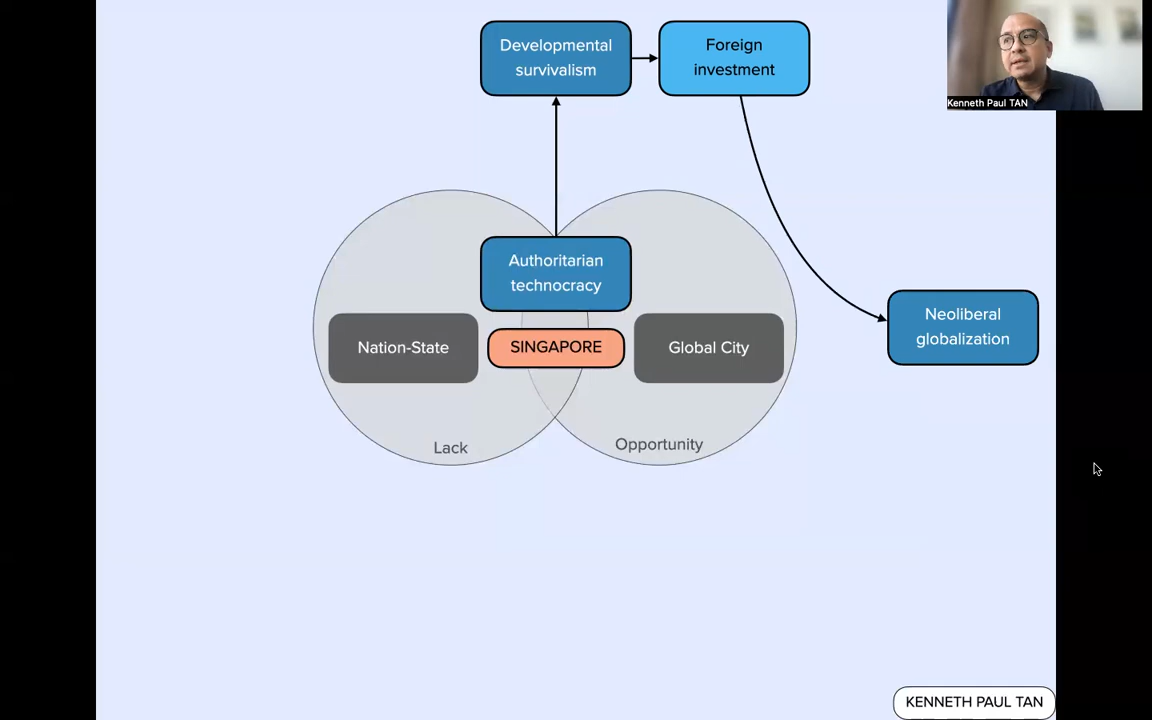 Developmental
survivalism
Foreign
investment
Kenneth Paul TAN
Authoritarian
technocracy
Neoliberal
globalization
Nation-State
SINGAPORE
Global City
Lack
Opportunity
KENNETH PAUL TAN